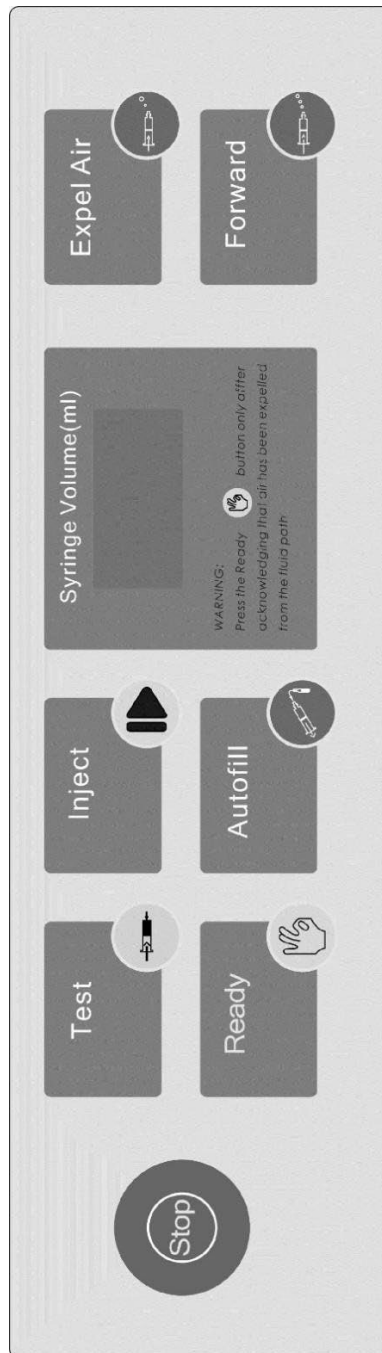 Stop
Test
Inject
Syringe Volume(ml)
Expel Air
Ready
Autofill
WARNING:
Press the Ready button only affter
acknowledging that air has been expelled
from the fluid path
Forward